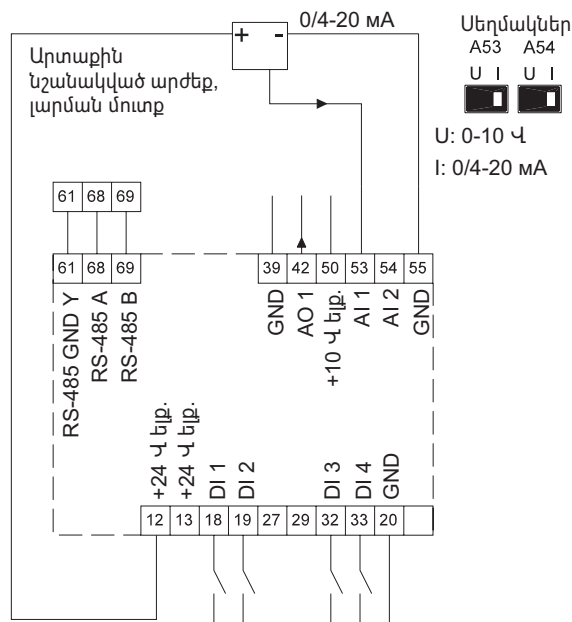 0/4-20 мА
+ -
Արտաքին
նշանակված արժեք,
լարման մուտք
Սեղմակներ
A53 A54
U I U I
U: 0-10 Վ
I: 0/4-20 мА
61 68 69
61 68 69
RS-485 GND Y
RS-485 A
RS-485 B
39 42 50 53 54 55
GND
AO 1
+10 Վ ելք.
AI 1
AI 2
GND
+24 Վ ելք.
+24 Վ ելք.
DI 1
DI 2
DI 3
DI 4
GND
12 13 18 19 27 29 32 33 20